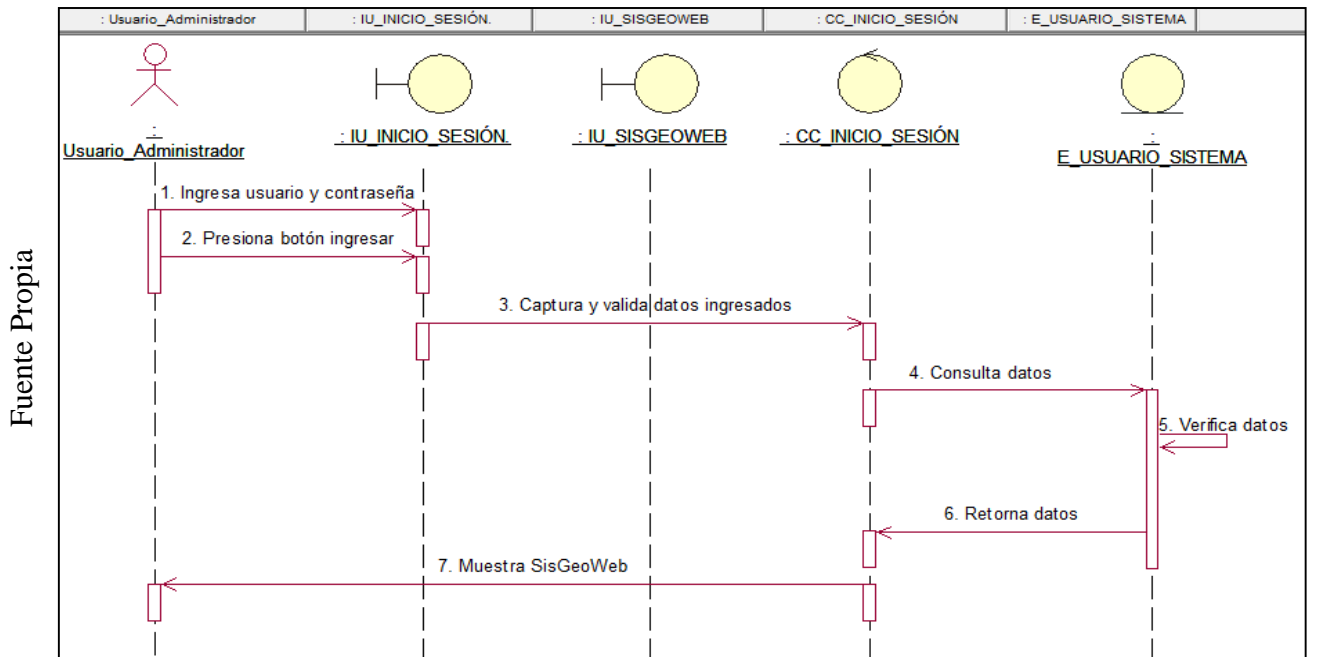 : Usuario_Administrador
: IU_INICIO_SESIÓN.
: IU_SISGEOWEB
: CC_INICIO_SESIÓN
: E_USUARIO_SISTEMA
:
Usuario_Administrador
: IU_INICIO_SESIÓN.
: IU_SISGEOWEB
: CC_INICIO_SESIÓN
:
E_USUARIO_SISTEMA
1. Ingresa usuario y contraseña
2. Presiona botón ingresar
3. Captura y valida datos ingresados
4. Consulta datos
5. Verifica datos
6. Retorna datos
7. Muestra SisGeoWeb
Fuente Propia